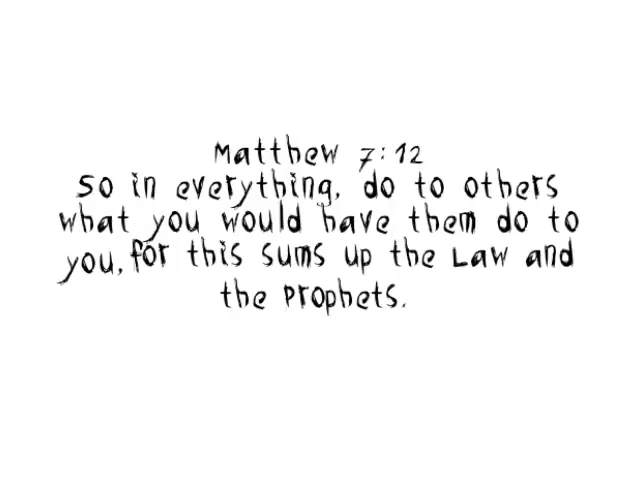 Matthew 7:12
So in everything, do to others
what you would have them do to
you, for this sums up the Law and
the Prophets.